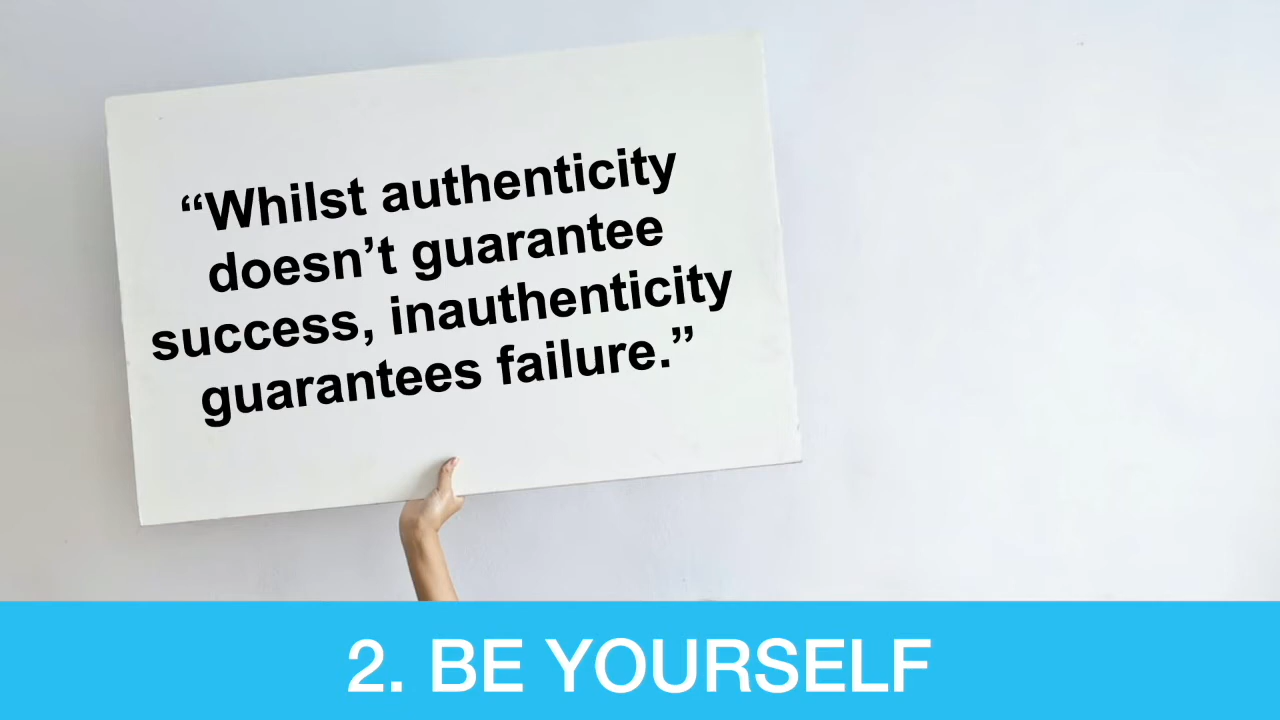 “Whilst authenticity
doesn’t guarantee
success, inauthenticity
guarantees failure.”
2. BE YOURSELF